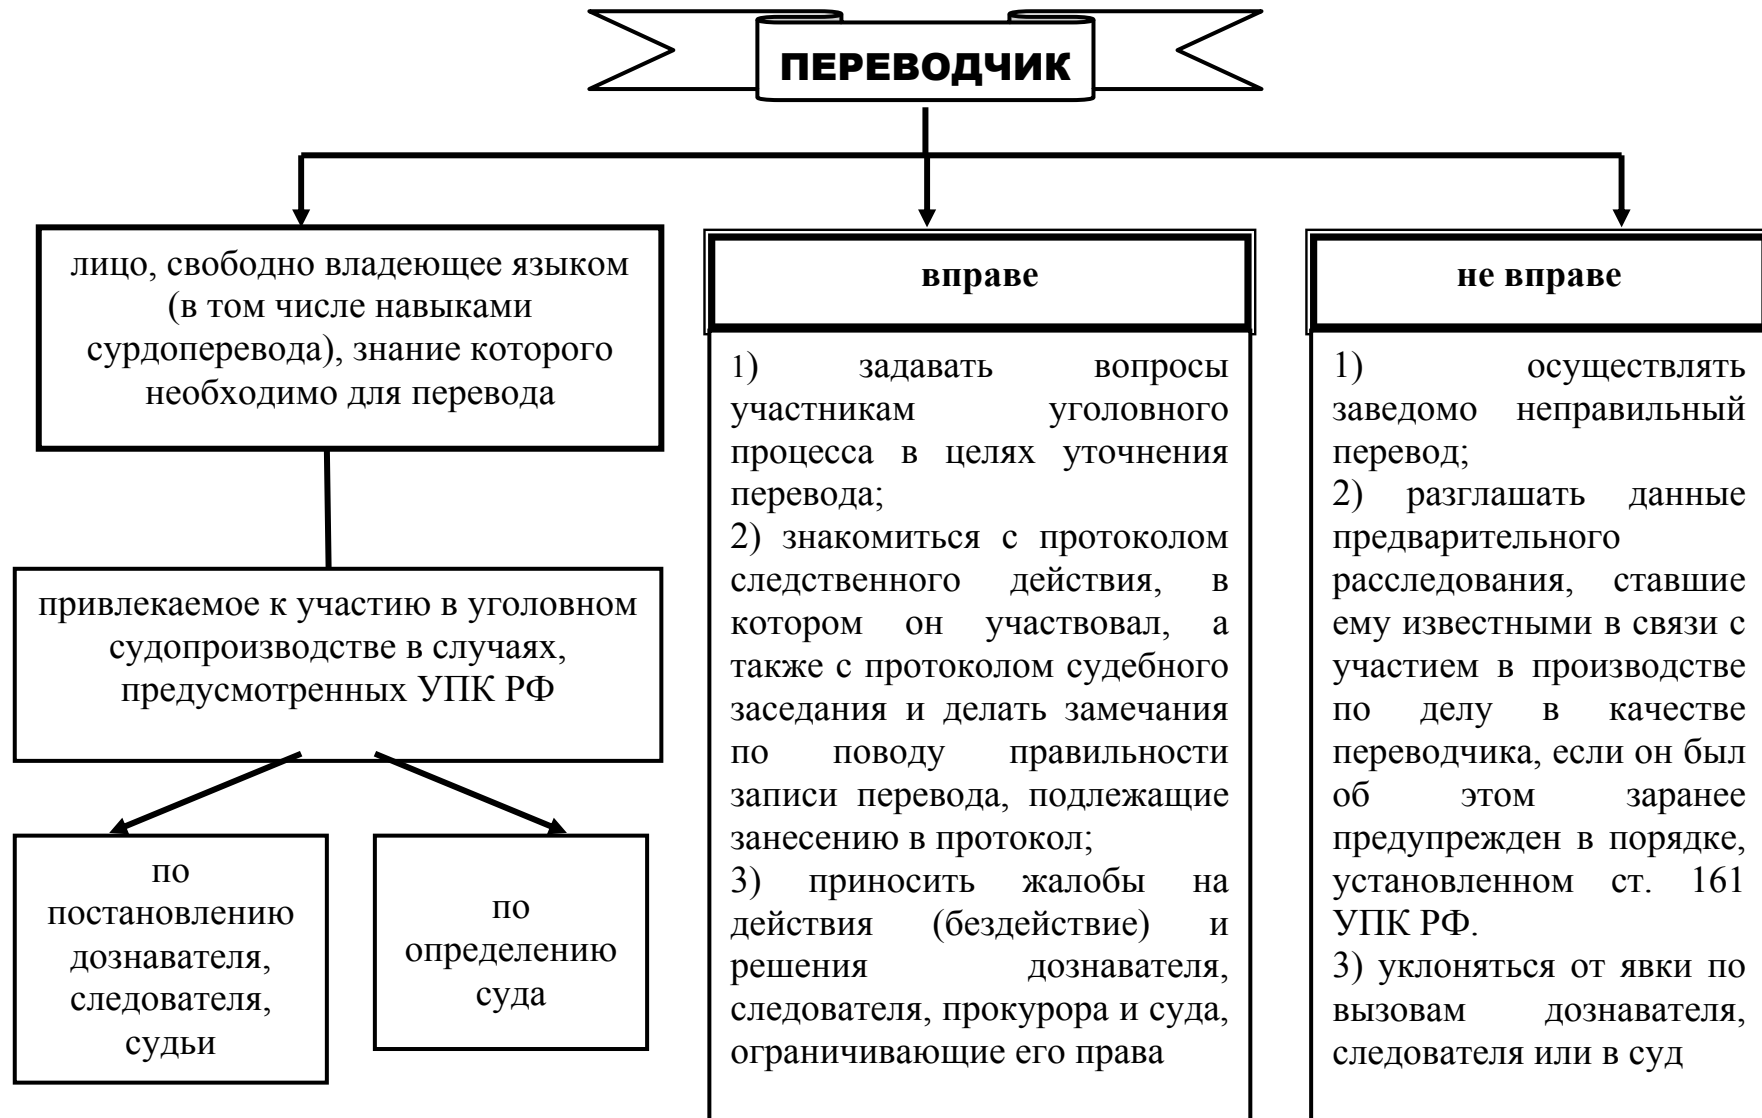 ПЕРЕВОДЧИК
лицо, свободно владеющее языком
(в том числе навыками
сурдоперевода), знание которого
необходимо для перевода
привлекаемое к участию в уголовном
судопроизводстве в случаях,
предусмотренных УПК РФ
по
постановлению
дознавателя,
следователя,
судьи
по
определению
суда
вправе
1) задавать вопросы
участникам уголовного
процесса в целях уточнения
перевода;
2) знакомиться с протоколом
следственного действия, в
котором он участвовал, а
также с протоколом судебного
заседания и делать замечания
по поводу правильности
записи перевода, подлежащие
занесению в протокол;
3) приносить жалобы на
действия (бездействие) и
решения дознавателя,
следователя, прокурора и суда,
ограничивающие его права
не вправе
1) осуществлять
заведомо неправильный
перевод;
2) разглашать данные
предварительного
расследования, ставшие
ему известными в связи с
участием в производстве
по делу в качестве
переводчика, если он был
об этом заранее
предупрежден в порядке,
установленном ст. 161
УПК РФ.
3) уклоняться от явки по
вызовам дознавателя,
следователя или в суд